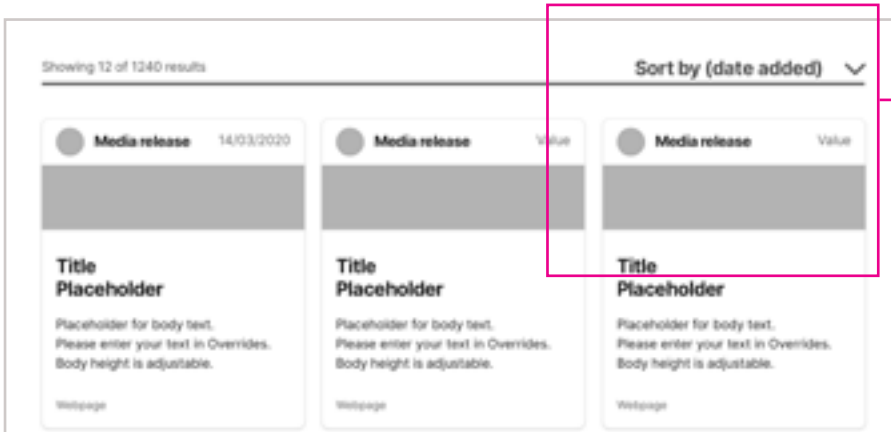 Showing 12 of 1240 results
Sort by (date added)
Media release 14/03/2020
Title
Placeholder
Placeholder for body text.
Please enter your text in Overrides.
Body height is adjustable.
Webpage
Media release Value
Title
Placeholder
Placeholder for body text.
Please enter your text in Overrides.
Body height is adjustable.
Webpage
Media release Value
Title
Placeholder
Placeholder for body text.
Please enter your text in Overrides.
Body height is adjustable.
Webpage